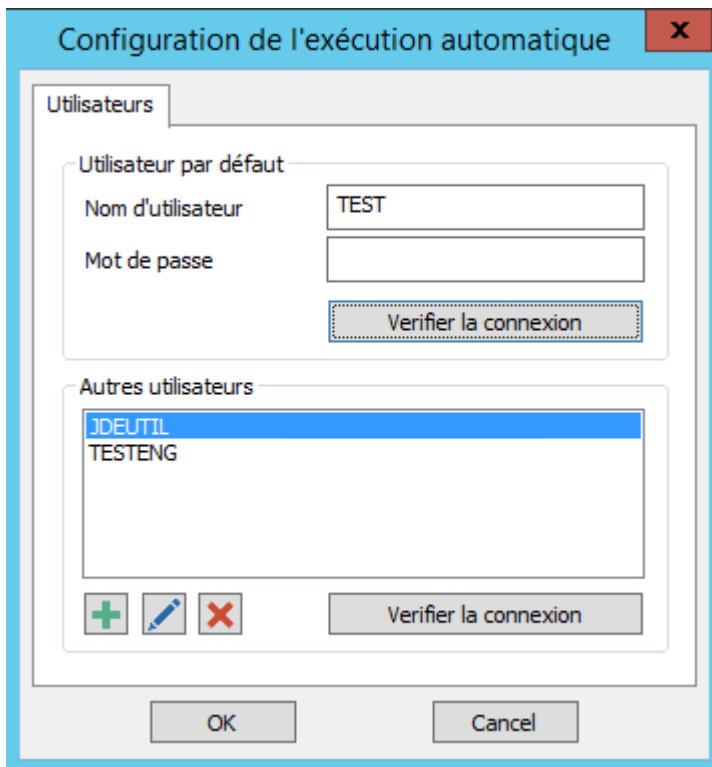 Configuration de l'exécution automatique
x
Utilisateurs
Utilisateur par défaut
Nom d'utilisateur TEST
Mot de passe
Verifier la connexion
Autres utilisateurs
JDEUTIL
TESTENG
Verifier la connexion
OK Cancel